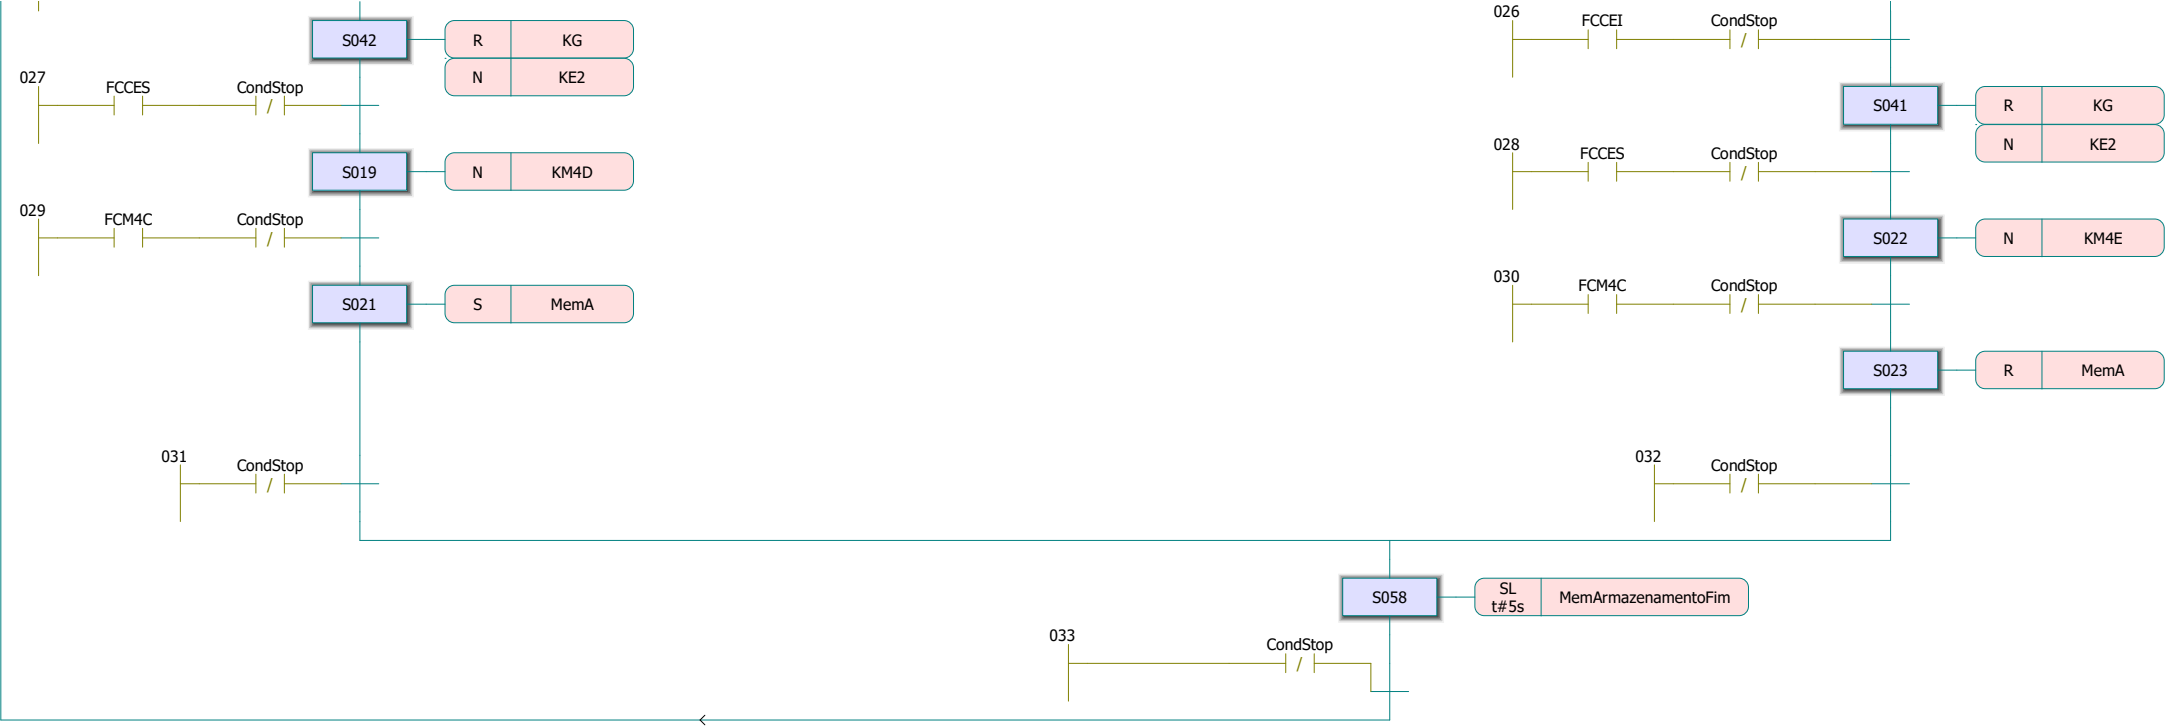 026
FCCEI CondStop
S042 R KG
N KE2
027
FCCES CondStop
S041 R KG
N KE2
028
FCCES CondStop
S019 N KM4D
029
FCM4C CondStop
S022 N KM4E
030
FCM4C CondStop
S021 S MemA
S023 R MemA
031
CondStop
032
CondStop
S058 SL t#5s MemArmazenamentoFim
033
CondStop